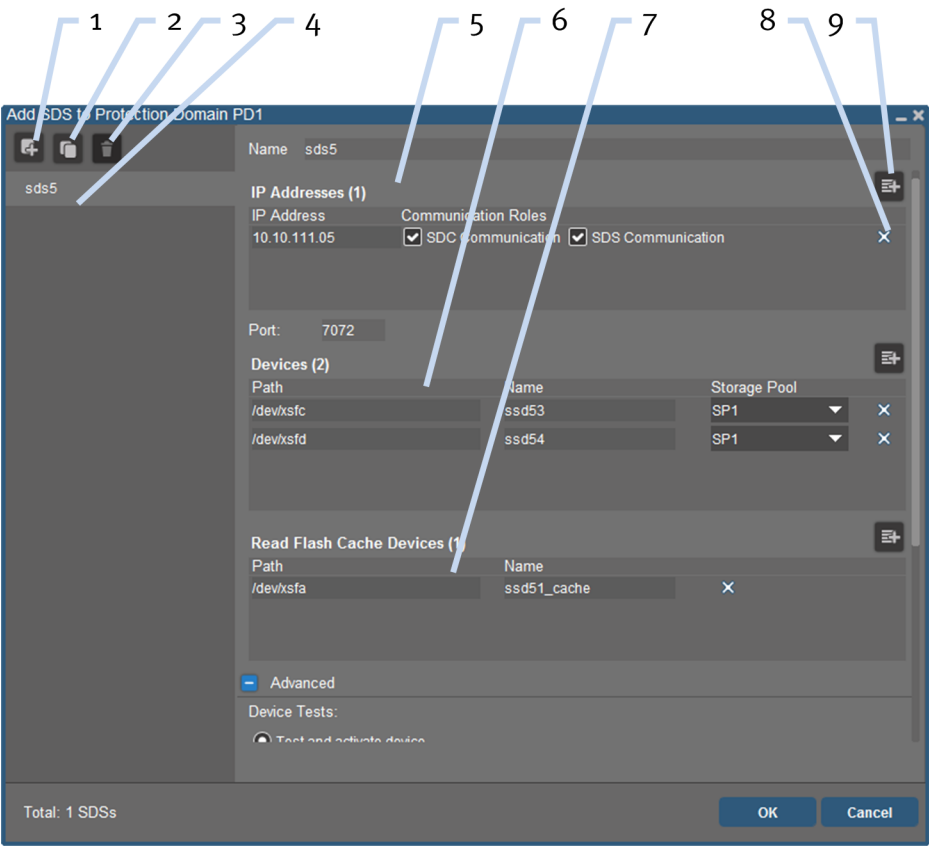 1 2 3 4 5 6 7 8 9
Add SDS to Protection Domain PD1
Name sds5
sds5
IP Addresses (1)
IP Address Communication Roles
10.10.111.05 SDC Communication SDS Communication
Port: 7072
Devices (2)
Path Name Storage Pool
/dev/xsfc ssd53 SP1
/dev/xsfd ssd54 SP1
Read Flash Cache Devices (1)
Path Name
/dev/xsfa ssd51_cache
Advanced
Device Tests:
Test and activate device
Total: 1 SDSs
OK Cancel